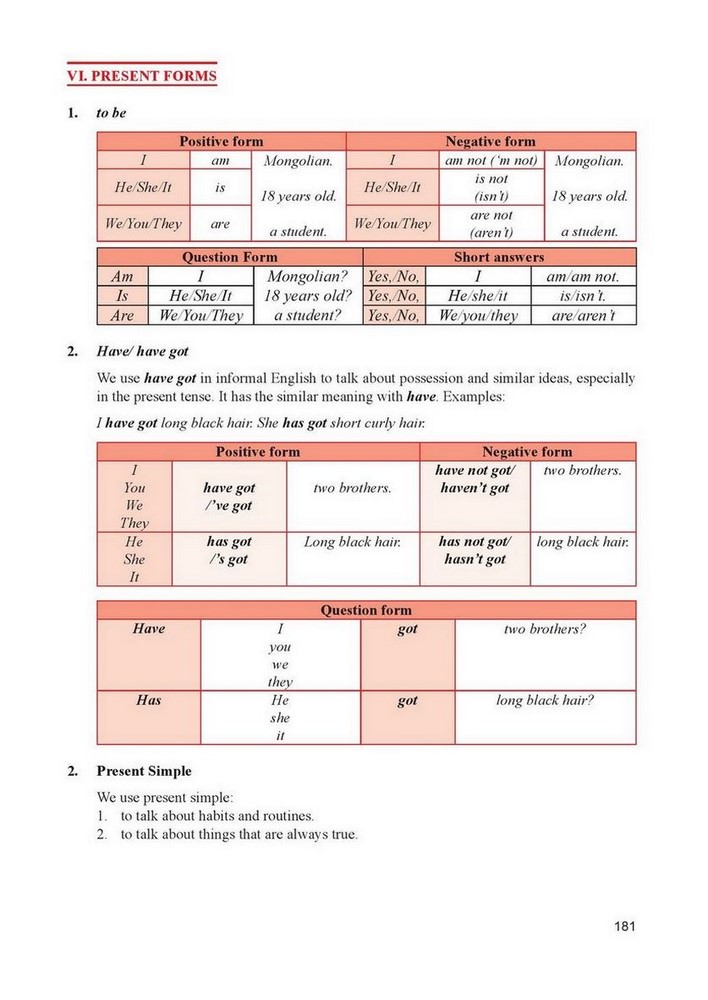 VI. PRESENT FORMS
1. to be
Positive form Negative form
I am Mongolian. I am not (‘m not) Mongolian.
He/She/It is 18 years old. He/She/It is not (isn’t) 18 years old.
We/You/They are a student. We/You/They are not (aren’t) a student.
Question Form Short answers
Am I Mongolian? Yes,/No, I am/am not.
Is He/She/It 18 years old? Yes,/No, He/she/it is/isn’t.
Are We/You/They a student? Yes,/No, We/you/they are/aren’t
2. Have/ have got
We use have got in informal English to talk about possession and similar ideas, especially
in the present tense. It has the similar meaning with have. Examples:
I have got long black hair. She has got short curly hair.
Positive form Negative form
I have not got/ two brothers.
You have got two brothers. haven’t got
We /’ve got
They
He has got Long black hair. has not got/ long black hair.
She /’s got hasn’t got
It
Question form
Have I got two brothers?
you
we
they
Has He got long black hair?
she
it
2. Present Simple
We use present simple:
1. to talk about habits and routines.
2. to talk about things that are always true.
181